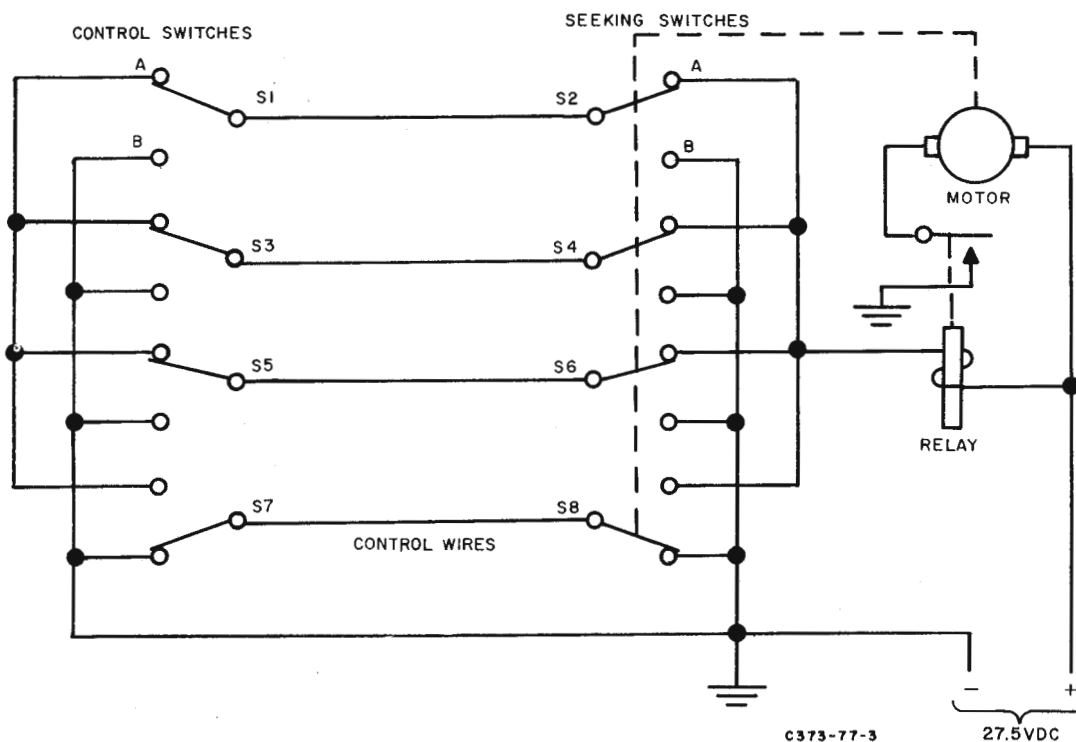 CONTROL SWITCHES
SEEKING SWITCHES
A
S1
S2
A
B
B
MOTOR
S3
S4
S5
S6
RELAY
S7
S8
CONTROL WIRES
- +
C373-77-3
27.5VDC